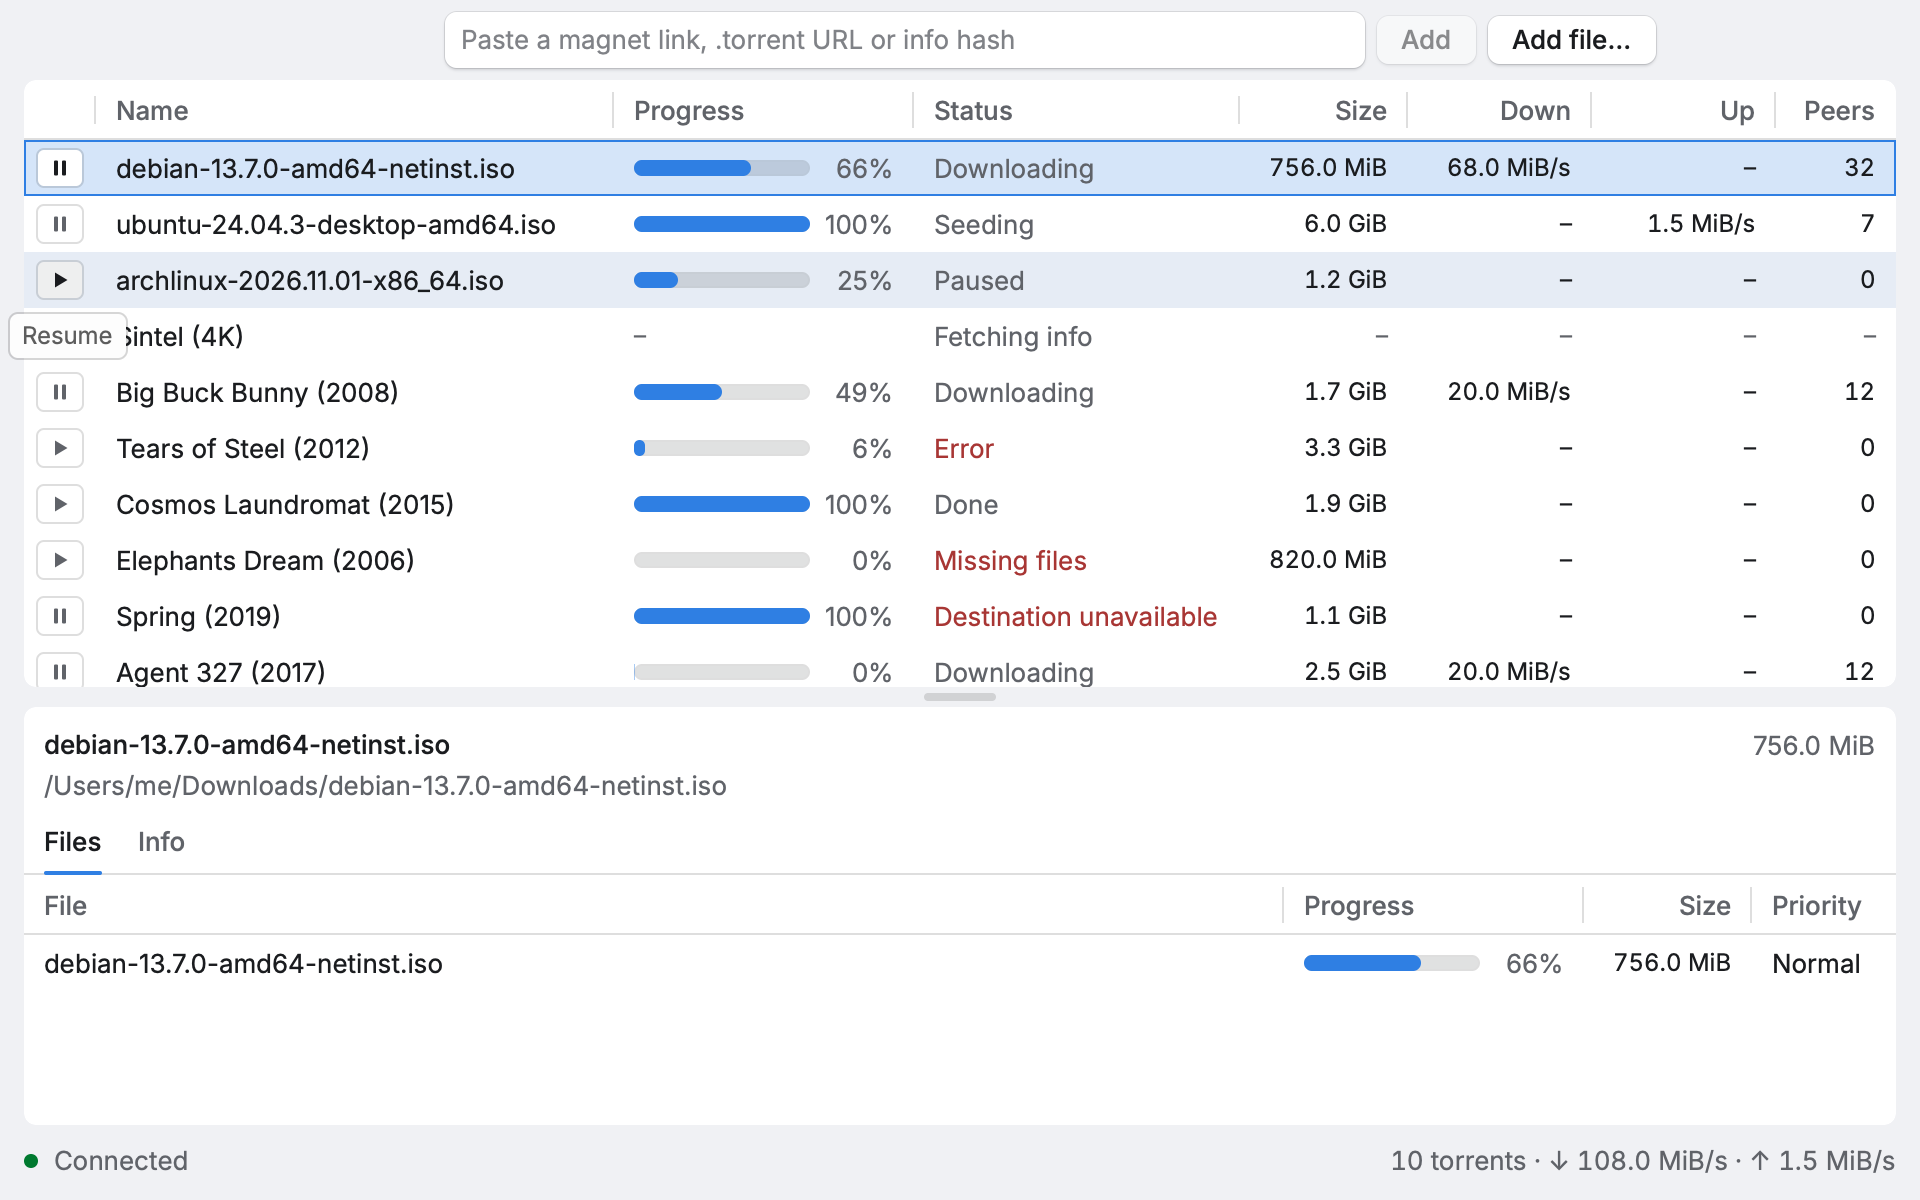 Paste a magnet link, .torrent URL or info hash Add Add file...
Name Progress Status Size Down Up Peers
debian-13.7.0-amd64-netinst.iso 66% Downloading 756.0 MiB 68.0 MiB/s – 32
ubuntu-24.04.3-desktop-amd64.iso 100% Seeding 6.0 GiB – 1.5 MiB/s 7
archlinux-2026.11.01-x86_64.iso 25% Paused 1.2 GiB – – 0
Resume Sintel (4K) – Fetching info – – – –
Big Buck Bunny (2008) 49% Downloading 1.7 GiB 20.0 MiB/s – 12
Tears of Steel (2012) 6% Error 3.3 GiB – – 0
Cosmos Laundromat (2015) 100% Done 1.9 GiB – – 0
Elephants Dream (2006) 0% Missing files 820.0 MiB – – 0
Spring (2019) 100% Destination unavailable 1.1 GiB – – 0
Agent 327 (2017) 0% Downloading 2.5 GiB 20.0 MiB/s – 12
debian-13.7.0-amd64-netinst.iso 756.0 MiB
/Users/me/Downloads/debian-13.7.0-amd64-netinst.iso
Files Info
File Progress Size Priority
debian-13.7.0-amd64-netinst.iso 66% 756.0 MiB Normal
Connected 10 torrents · ↓ 108.0 MiB/s · ↑ 1.5 MiB/s